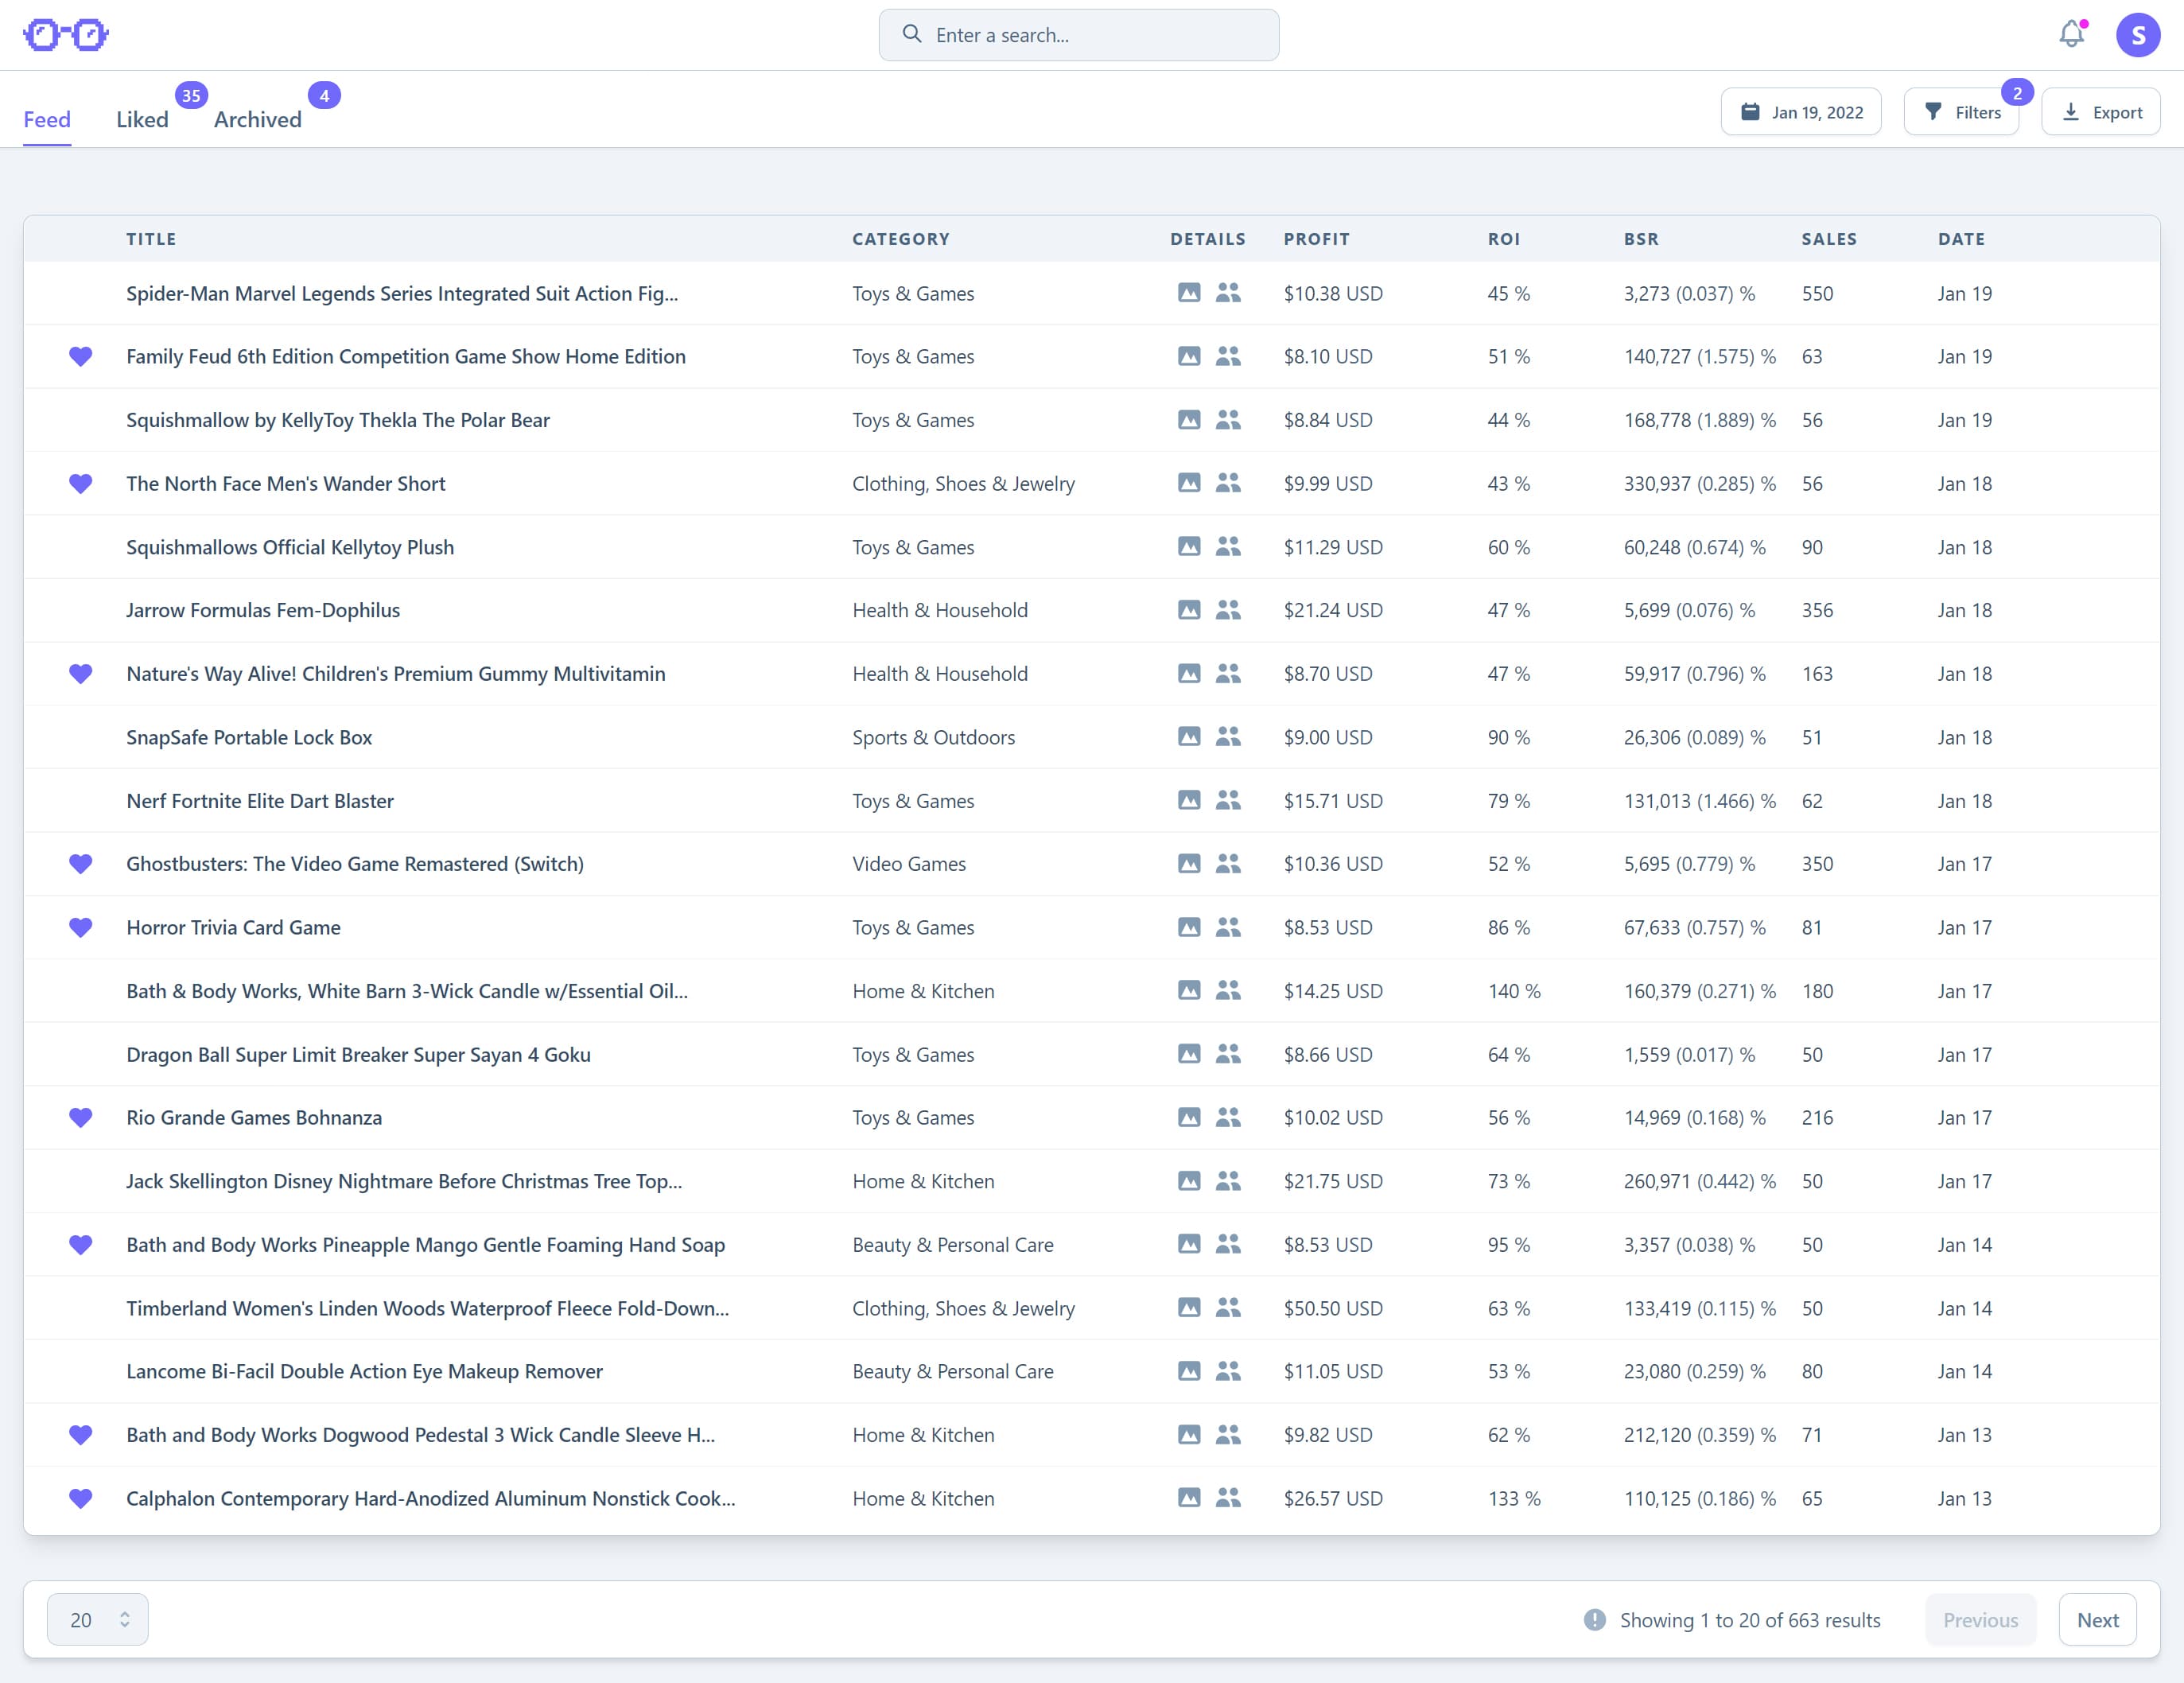 Enter a search...
S
Feed
Liked
35
Archived
4
Jan 19, 2022
Filters
2
Export
TITLE CATEGORY DETAILS PROFIT ROI BSR SALES DATE
Spider-Man Marvel Legends Series Integrated Suit Action Fig... Toys & Games $10.38 USD 45 % 3,273 (0.037) % 550 Jan 19
Family Feud 6th Edition Competition Game Show Home Edition Toys & Games $8.10 USD 51 % 140,727 (1.575) % 63 Jan 19
Squishmallow by KellyToy Thekla The Polar Bear Toys & Games $8.84 USD 44 % 168,778 (1.889) % 56 Jan 19
The North Face Men's Wander Short Clothing, Shoes & Jewelry $9.99 USD 43 % 330,937 (0.285) % 56 Jan 18
Squishmallows Official Kellytoy Plush Toys & Games $11.29 USD 60 % 60,248 (0.674) % 90 Jan 18
Jarrow Formulas Fem-Dophilus Health & Household $21.24 USD 47 % 5,699 (0.076) % 356 Jan 18
Nature's Way Alive! Children's Premium Gummy Multivitamin Health & Household $8.70 USD 47 % 59,917 (0.796) % 163 Jan 18
SnapSafe Portable Lock Box Sports & Outdoors $9.00 USD 90 % 26,306 (0.089) % 51 Jan 18
Nerf Fortnite Elite Dart Blaster Toys & Games $15.71 USD 79 % 131,013 (1.466) % 62 Jan 18
Ghostbusters: The Video Game Remastered (Switch) Video Games $10.36 USD 52 % 5,695 (0.779) % 350 Jan 17
Horror Trivia Card Game Toys & Games $8.53 USD 86 % 67,633 (0.757) % 81 Jan 17
Bath & Body Works, White Barn 3-Wick Candle w/Essential Oil... Home & Kitchen $14.25 USD 140 % 160,379 (0.271) % 180 Jan 17
Dragon Ball Super Limit Breaker Super Sayan 4 Goku Toys & Games $8.66 USD 64 % 1,559 (0.017) % 50 Jan 17
Rio Grande Games Bohnanza Toys & Games $10.02 USD 56 % 14,969 (0.168) % 216 Jan 17
Jack Skellington Disney Nightmare Before Christmas Tree Top... Home & Kitchen $21.75 USD 73 % 260,971 (0.442) % 50 Jan 17
Bath and Body Works Pineapple Mango Gentle Foaming Hand Soap Beauty & Personal Care $8.53 USD 95 % 3,357 (0.038) % 50 Jan 14
Timberland Women's Linden Woods Waterproof Fleece Fold-Down... Clothing, Shoes & Jewelry $50.50 USD 63 % 133,419 (0.115) % 50 Jan 14
Lancome Bi-Facil Double Action Eye Makeup Remover Beauty & Personal Care $11.05 USD 53 % 23,080 (0.259) % 80 Jan 14
Bath and Body Works Dogwood Pedestal 3 Wick Candle Sleeve H... Home & Kitchen $9.82 USD 62 % 212,120 (0.359) % 71 Jan 13
Calphalon Contemporary Hard-Anodized Aluminum Nonstick Cook... Home & Kitchen $26.57 USD 133 % 110,125 (0.186) % 65 Jan 13
20
Showing 1 to 20 of 663 results
Previous
Next